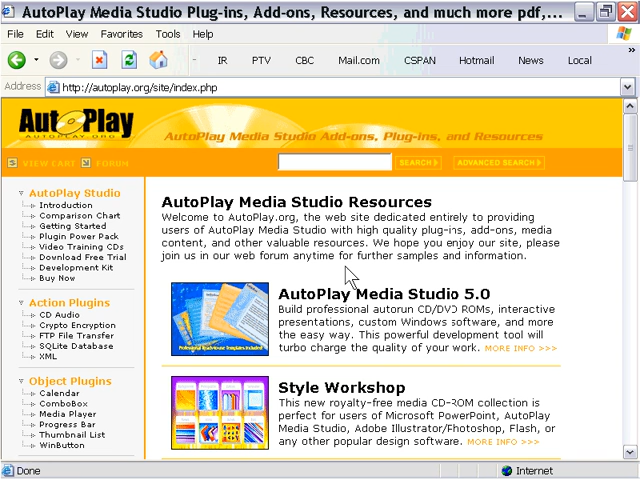 AutoPlay Media Studio Plug-ins, Add-ons, Resources, and much more pdf,...
File Edit View Favorites Tools Help
IR PTV CBC Mail.com CSPAN Hotmail News Local
Address http://autoplay.org/site/index.php
AutoPlay
AUTOPLAY.ORG
AutoPlay Media Studio Add-ons, Plug-ins, and Resources
VIEW CART FORUM SEARCH ADVANCED SEARCH
AutoPlay Studio
Introduction
Comparison Chart
Getting Started
Plugin Power Pack
Video Training CDs
Download Free Trial
Development Kit
Buy Now
Action Plugins
CD Audio
Crypto Encryption
FTP File Transfer
SQLite Database
XML
Object Plugins
Calendar
ComboBox
Media Player
Progress Bar
Thumbnail List
WinButton
AutoPlay Media Studio Resources
Welcome to AutoPlay.org, the web site dedicated entirely to providing
users of AutoPlay Media Studio with high quality plug-ins, add-ons, media
content, and other valuable resources. We hope you enjoy our site, please
join us in our web forum anytime for further samples and information.
Professional ReadyToUse Templates Included!
AutoPlay Media Studio 5.0
Build professional autorun CD/DVD ROMs, interactive
presentations, custom Windows software, and more
the easy way. This powerful development tool will
turbo charge the quality of your work. MORE INFO >>>
Style Workshop
This new royalty-free media CD-ROM collection is
perfect for users of Microsoft PowerPoint, AutoPlay
Media Studio, Adobe Illustrator/Photoshop, Flash, or
any other popular design software. MORE INFO >>>
Done Internet